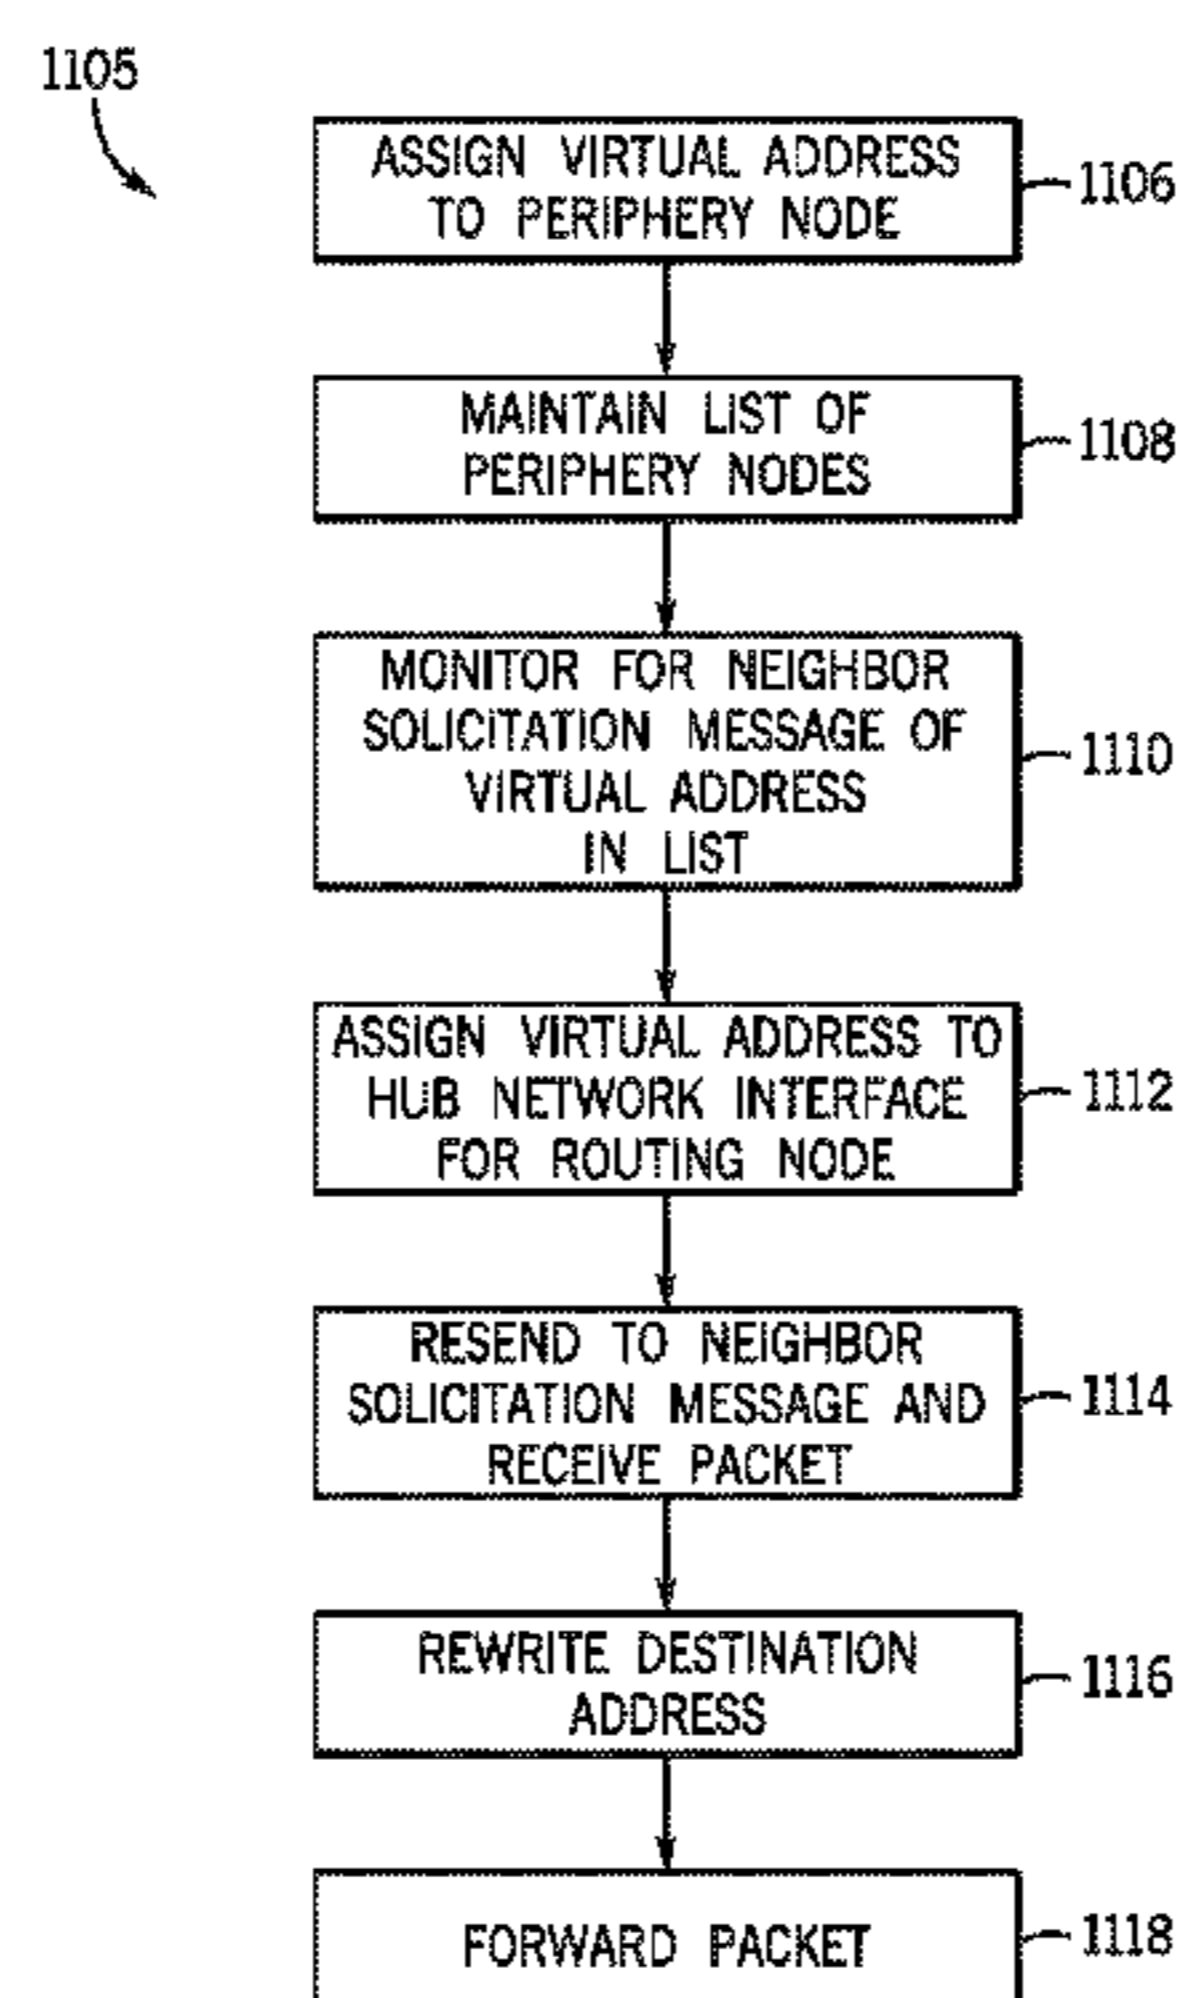 1105
ASSIGN VIRTUAL ADDRESS
TO PERIPHERY NODE
1106
MAINTAIN LIST OF
PERIPHERY NODES
1108
MONITOR FOR NEIGHBOR
SOLICITATION MESSAGE OF
VIRTUAL ADDRESS
IN LIST
1110
ASSIGN VIRTUAL ADDRESS TO
HUB NETWORK INTERFACE
FOR ROUTING NODE
1112
RESEND TO NEIGHBOR
SOLICITATION MESSAGE AND
RECEIVE PACKET
1114
REWRITE DESTINATION
ADDRESS
1116
FORWARD PACKET
1118